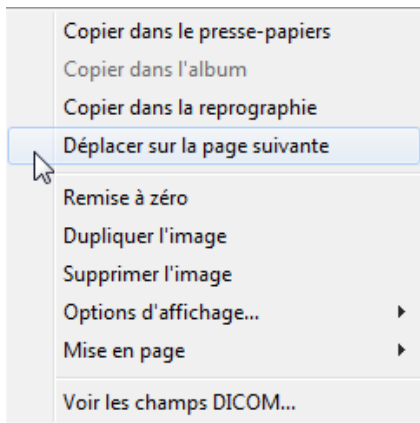 Copier dans le presse-papiers
Copier dans l'album
Copier dans la reprographie
Déplacer sur la page suivante
Remise à zéro
Dupliquer l'image
Supprimer l'image
Options d'affichage...
Mise en page
Voir les champs DICOM...